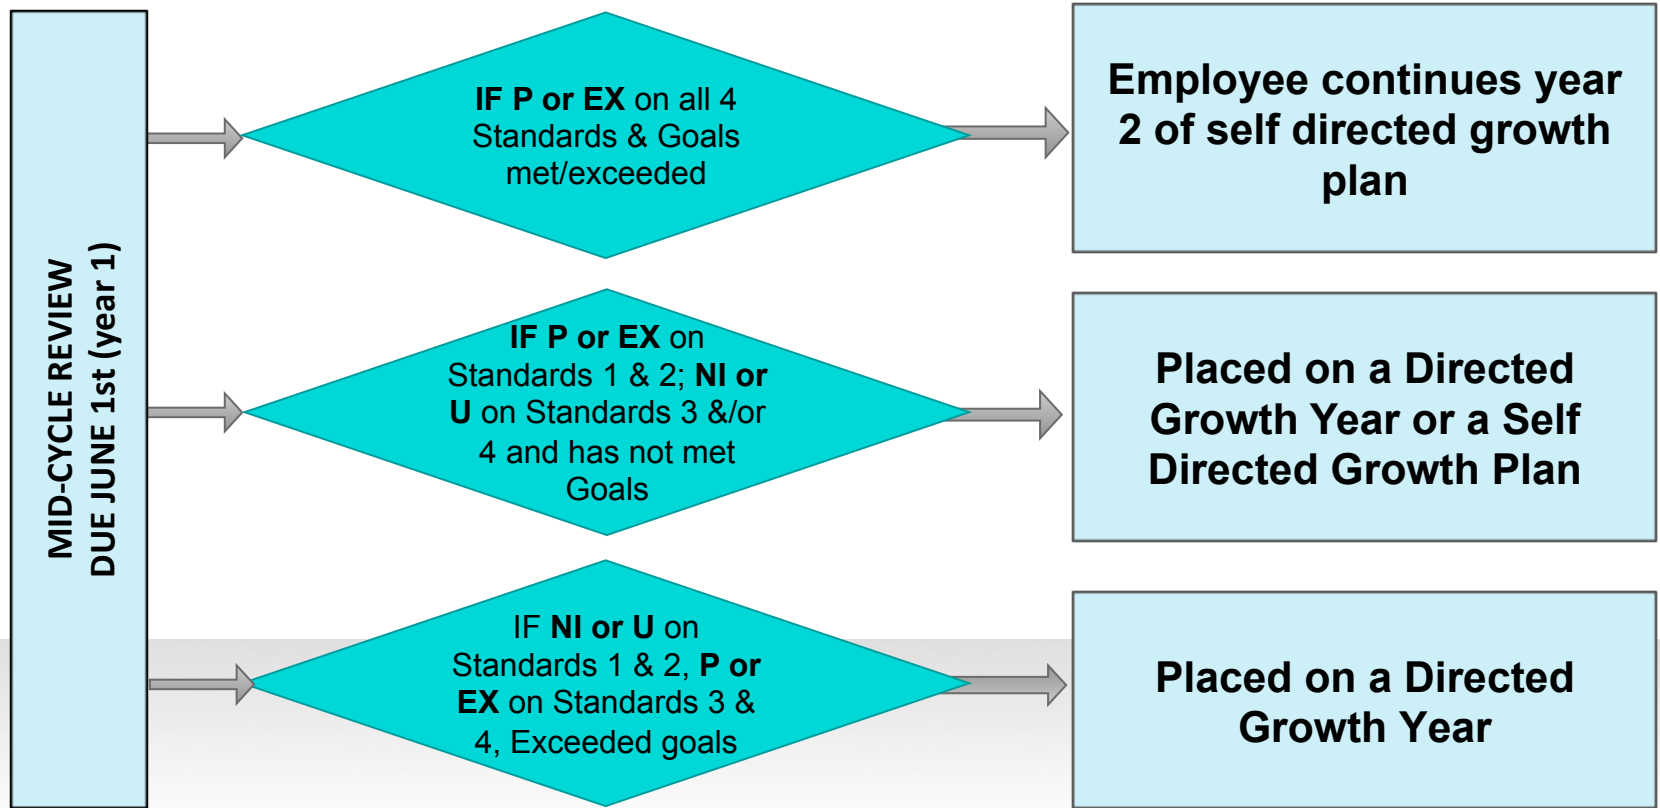 MID-CYCLE REVIEW
DUE JUNE 1st (year 1)
IF P or EX on all 4
Standards & Goals
met/exceeded
Employee continues year
2 of self directed growth
plan
IF P or EX on
Standards 1 & 2; NI or
U on Standards 3 &/or
4 and has not met
Goals
Placed on a Directed
Growth Year or a Self
Directed Growth Plan
IF NI or U on
Standards 1 & 2, P or
EX on Standards 3 &
4, Exceeded goals
Placed on a Directed
Growth Year